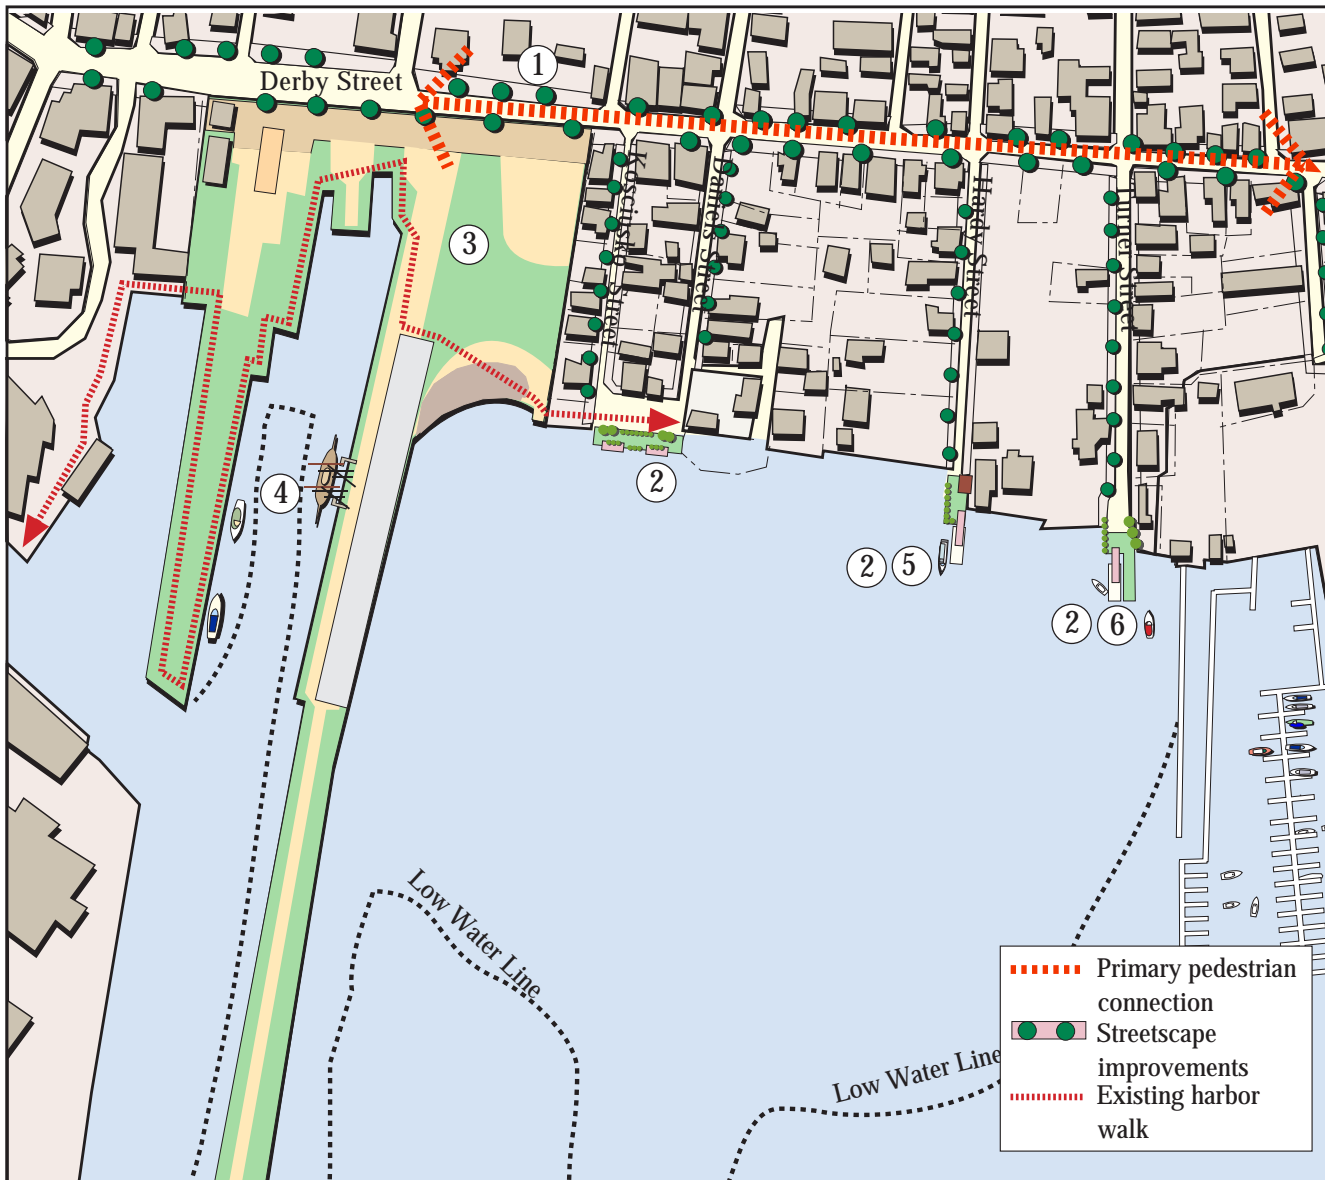 1
Derby Street
Kosciusko Street
Daniels Street
Hardy Street
Turner Street
3
4
2
2 5
2 6
Low Water Line
Low Water Line
Primary pedestrian
connection
Streetscape
improvements
Existing harbor
walk